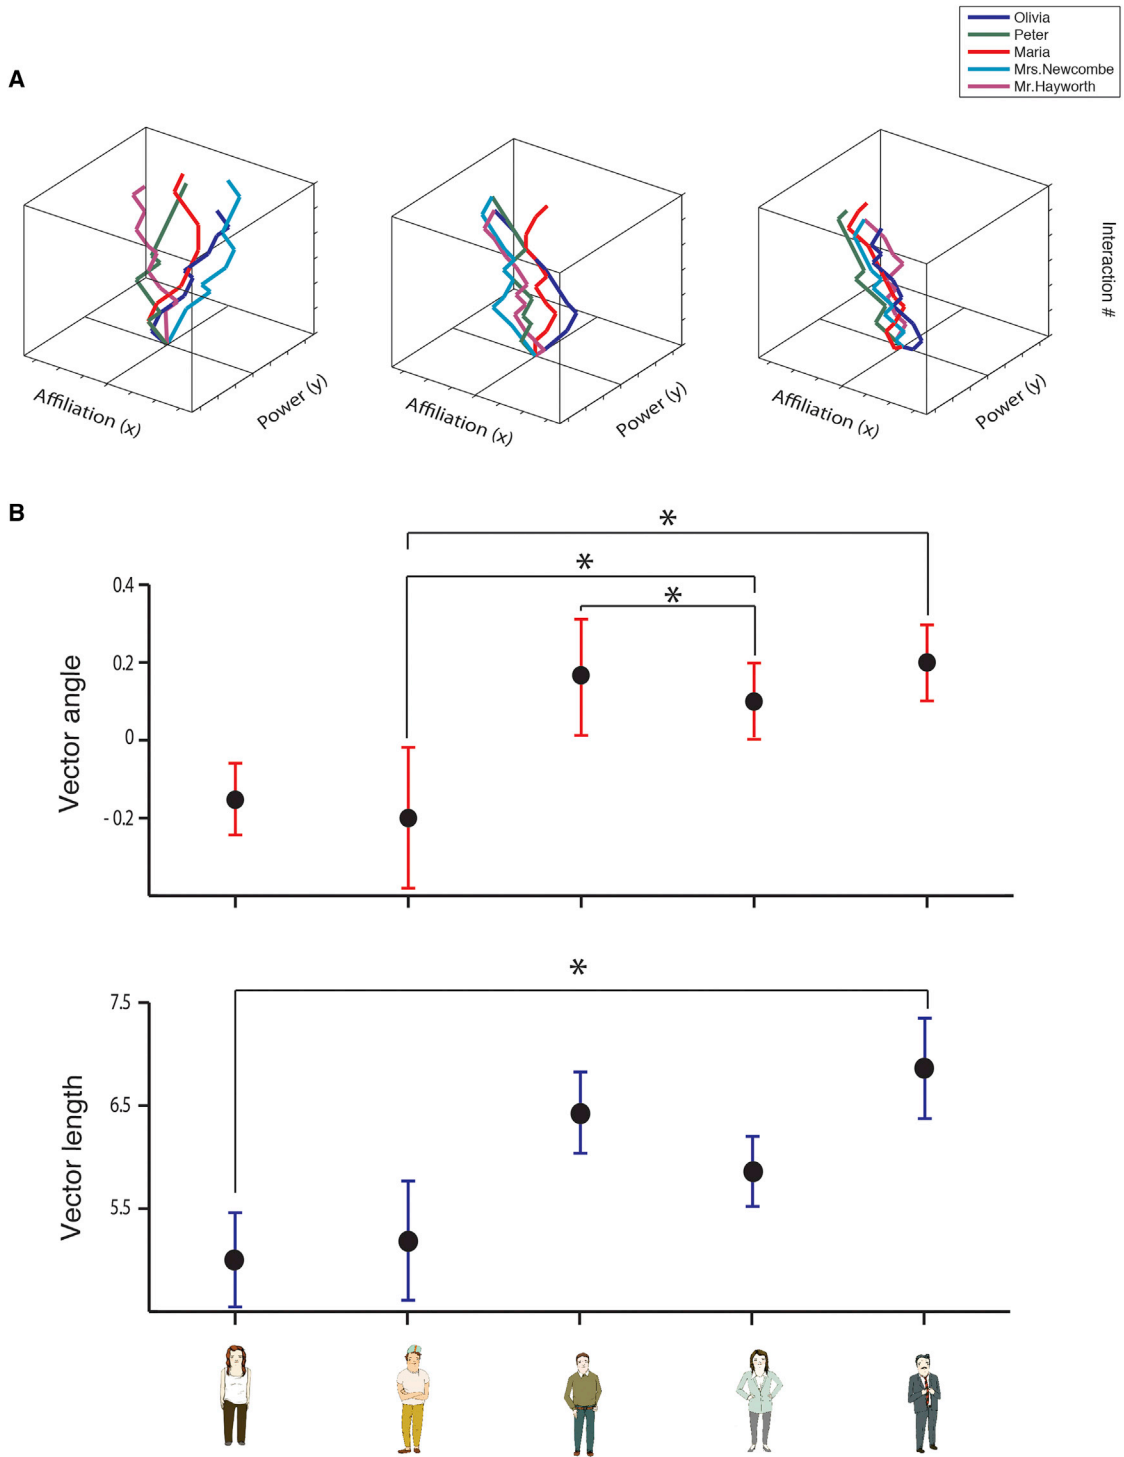 Olivia
Peter
Maria
Mrs.Newcombe
Mr.Hayworth
A
Interaction #
Affiliation (x)
Power (y)
Affiliation (x)
Power (y)
Affiliation (x)
Power (y)
B
*
*
*
0.4
0.2
0
- 0.2
Vector angle
*
7.5
6.5
5.5
Vector length